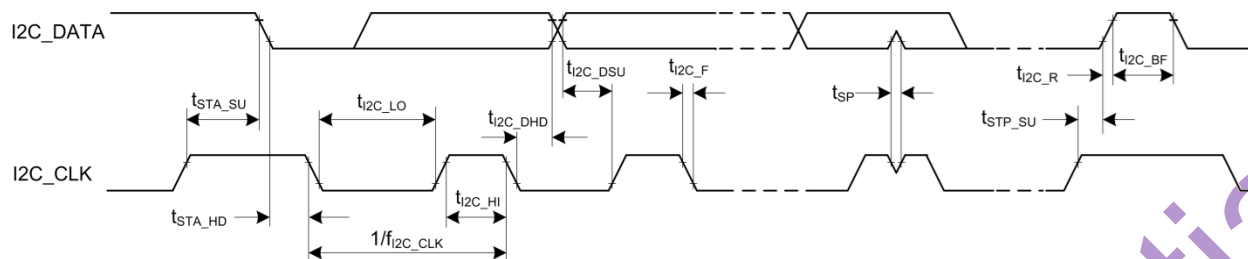 I2C_DATA
tSTA_SU
tI2C_LO
tI2C_DHD
tI2C_DSU
tI2C_F
tSP
tI2C_R
tI2C_BF
tSTP_SU
I2C_CLK
tSTA_HD
tI2C_HI
1/fI2C_CLK